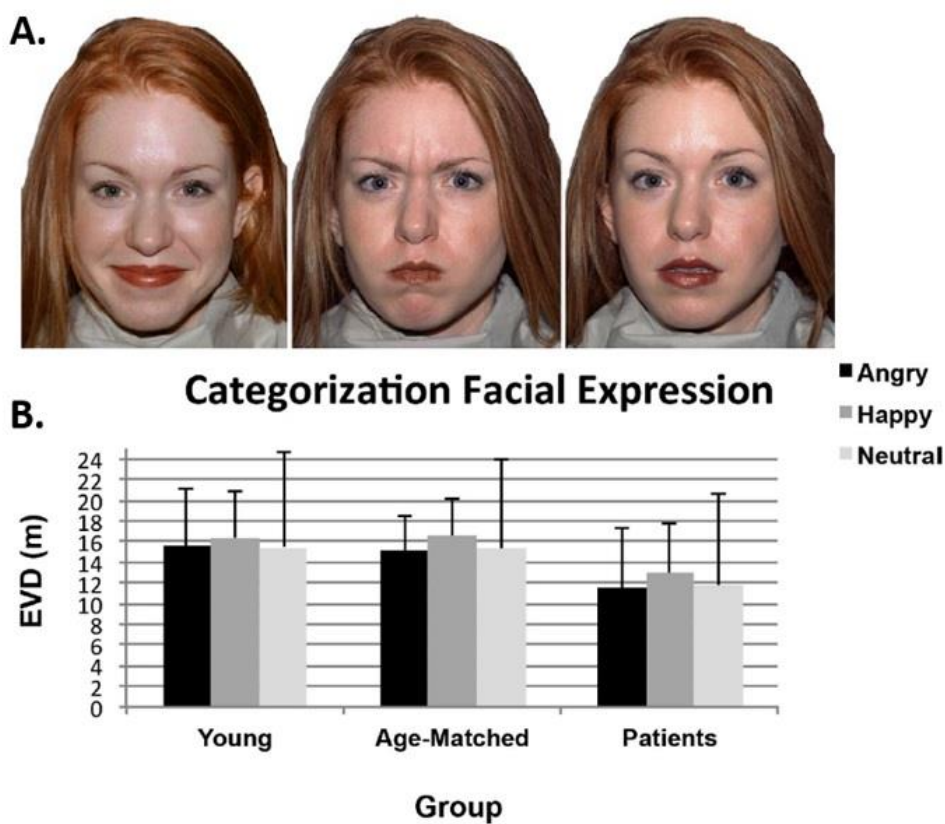 A.
Categorization Facial Expression
Angry
Happy
Neutral
B.
EVD (m)
24
22
20
18
16
14
12
10
8
6
4
2
0
Young
Age-Matched
Patients
Group